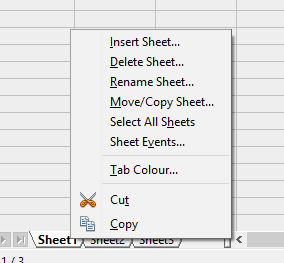 Insert Sheet...
Delete Sheet...
Rename Sheet...
Move/Copy Sheet...
Select All Sheets
Sheet Events...
Tab Colour...
Cut
Copy
Sheet1 Sheet2 Sheet3
1 / 3